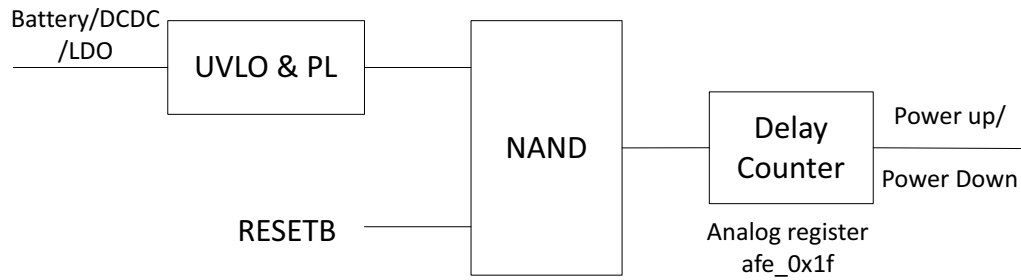 Battery/DCDC
/LDO
UVLO & PL
NAND
RESETB
Delay
Counter
Power up/
Power Down
Analog register
afe_0x1f